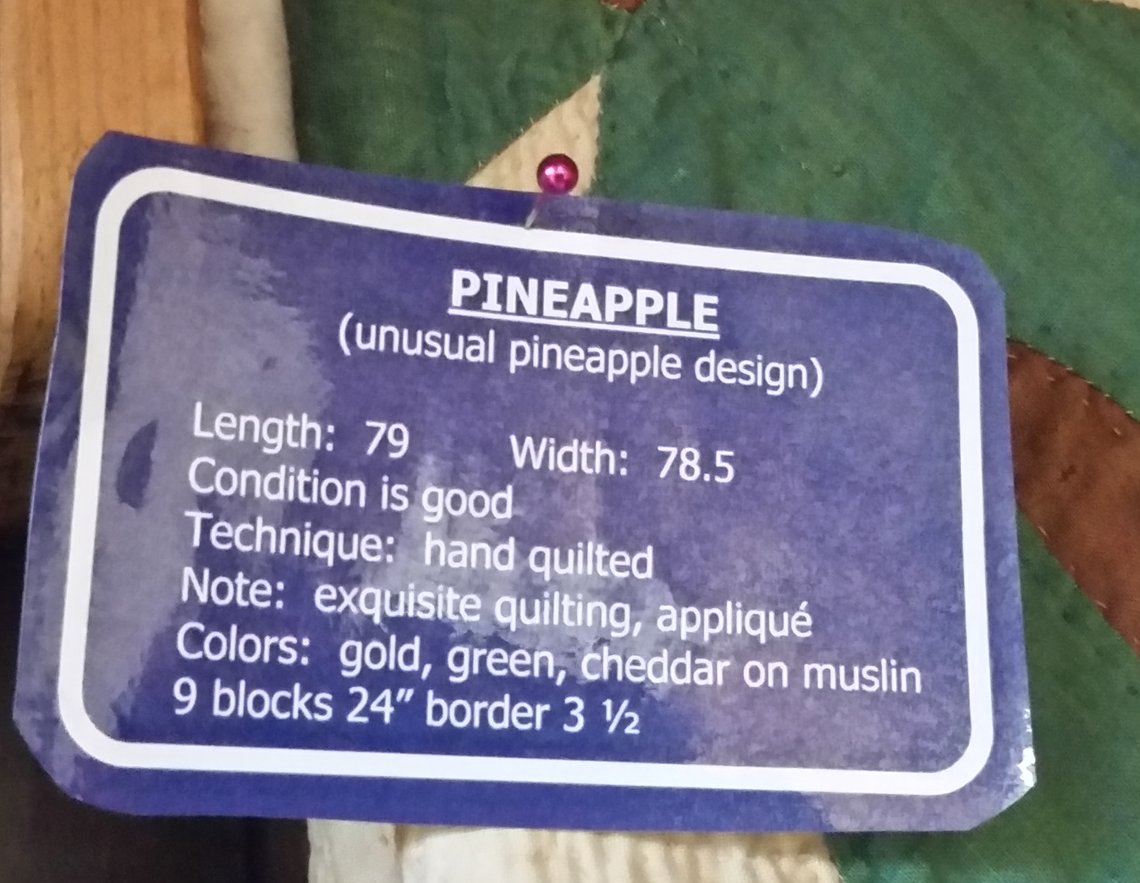 PINEAPPLE
(unusual pineapple design)
Length: 79 Width: 78.5
Condition is good
Technique: hand quilted
Note: exquisite quilting, appliqué
Colors: gold, green, cheddar on muslin
9 blocks 24” border 3 ½